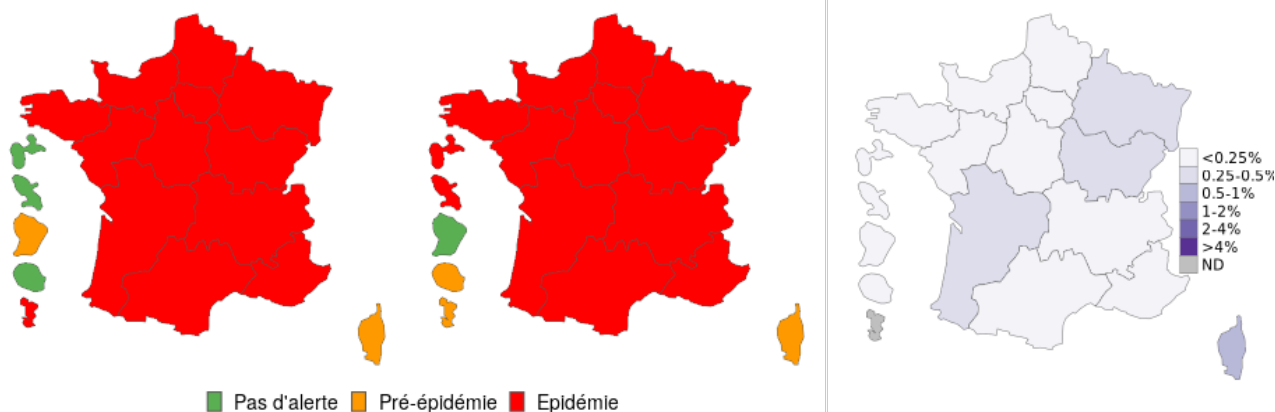 Pas d'alerte
Pré-épidémie
Epidémie
<0.25%
0.25-0.5%
0.5-1%
1-2%
2-4%
>4%
ND